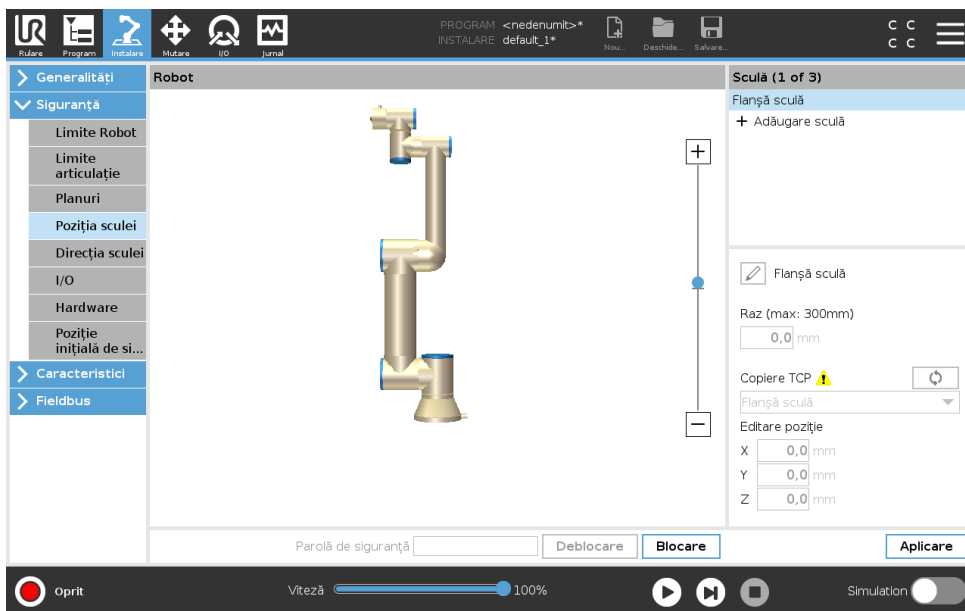 UR
Rulare
Program
Instalare
Mutare
I/O
Jurnal
PROGRAM <nedenumit>*
INSTALARE default_1*
Nou...
Deschide...
Salvare...
C C
C C
Generalități
Siguranță
Limite Robot
Limite
articulație
Planuri
Poziția sculei
Direcția sculei
I/O
Hardware
Poziție
inițială de si...
Caracteristici
Fieldbus
Robot
+
−
Sculă (1 of 3)
Flanșă sculă
+ Adăugare sculă
Flanșă sculă
Raz (max: 300mm)
0,0 mm
Copiere TCP
Flanșă sculă
Editare poziție
X 0,0 mm
Y 0,0 mm
Z 0,0 mm
Parolă de siguranță
Deblocare
Blocare
Aplicare
Oprit
Viteză
100%
Simulation